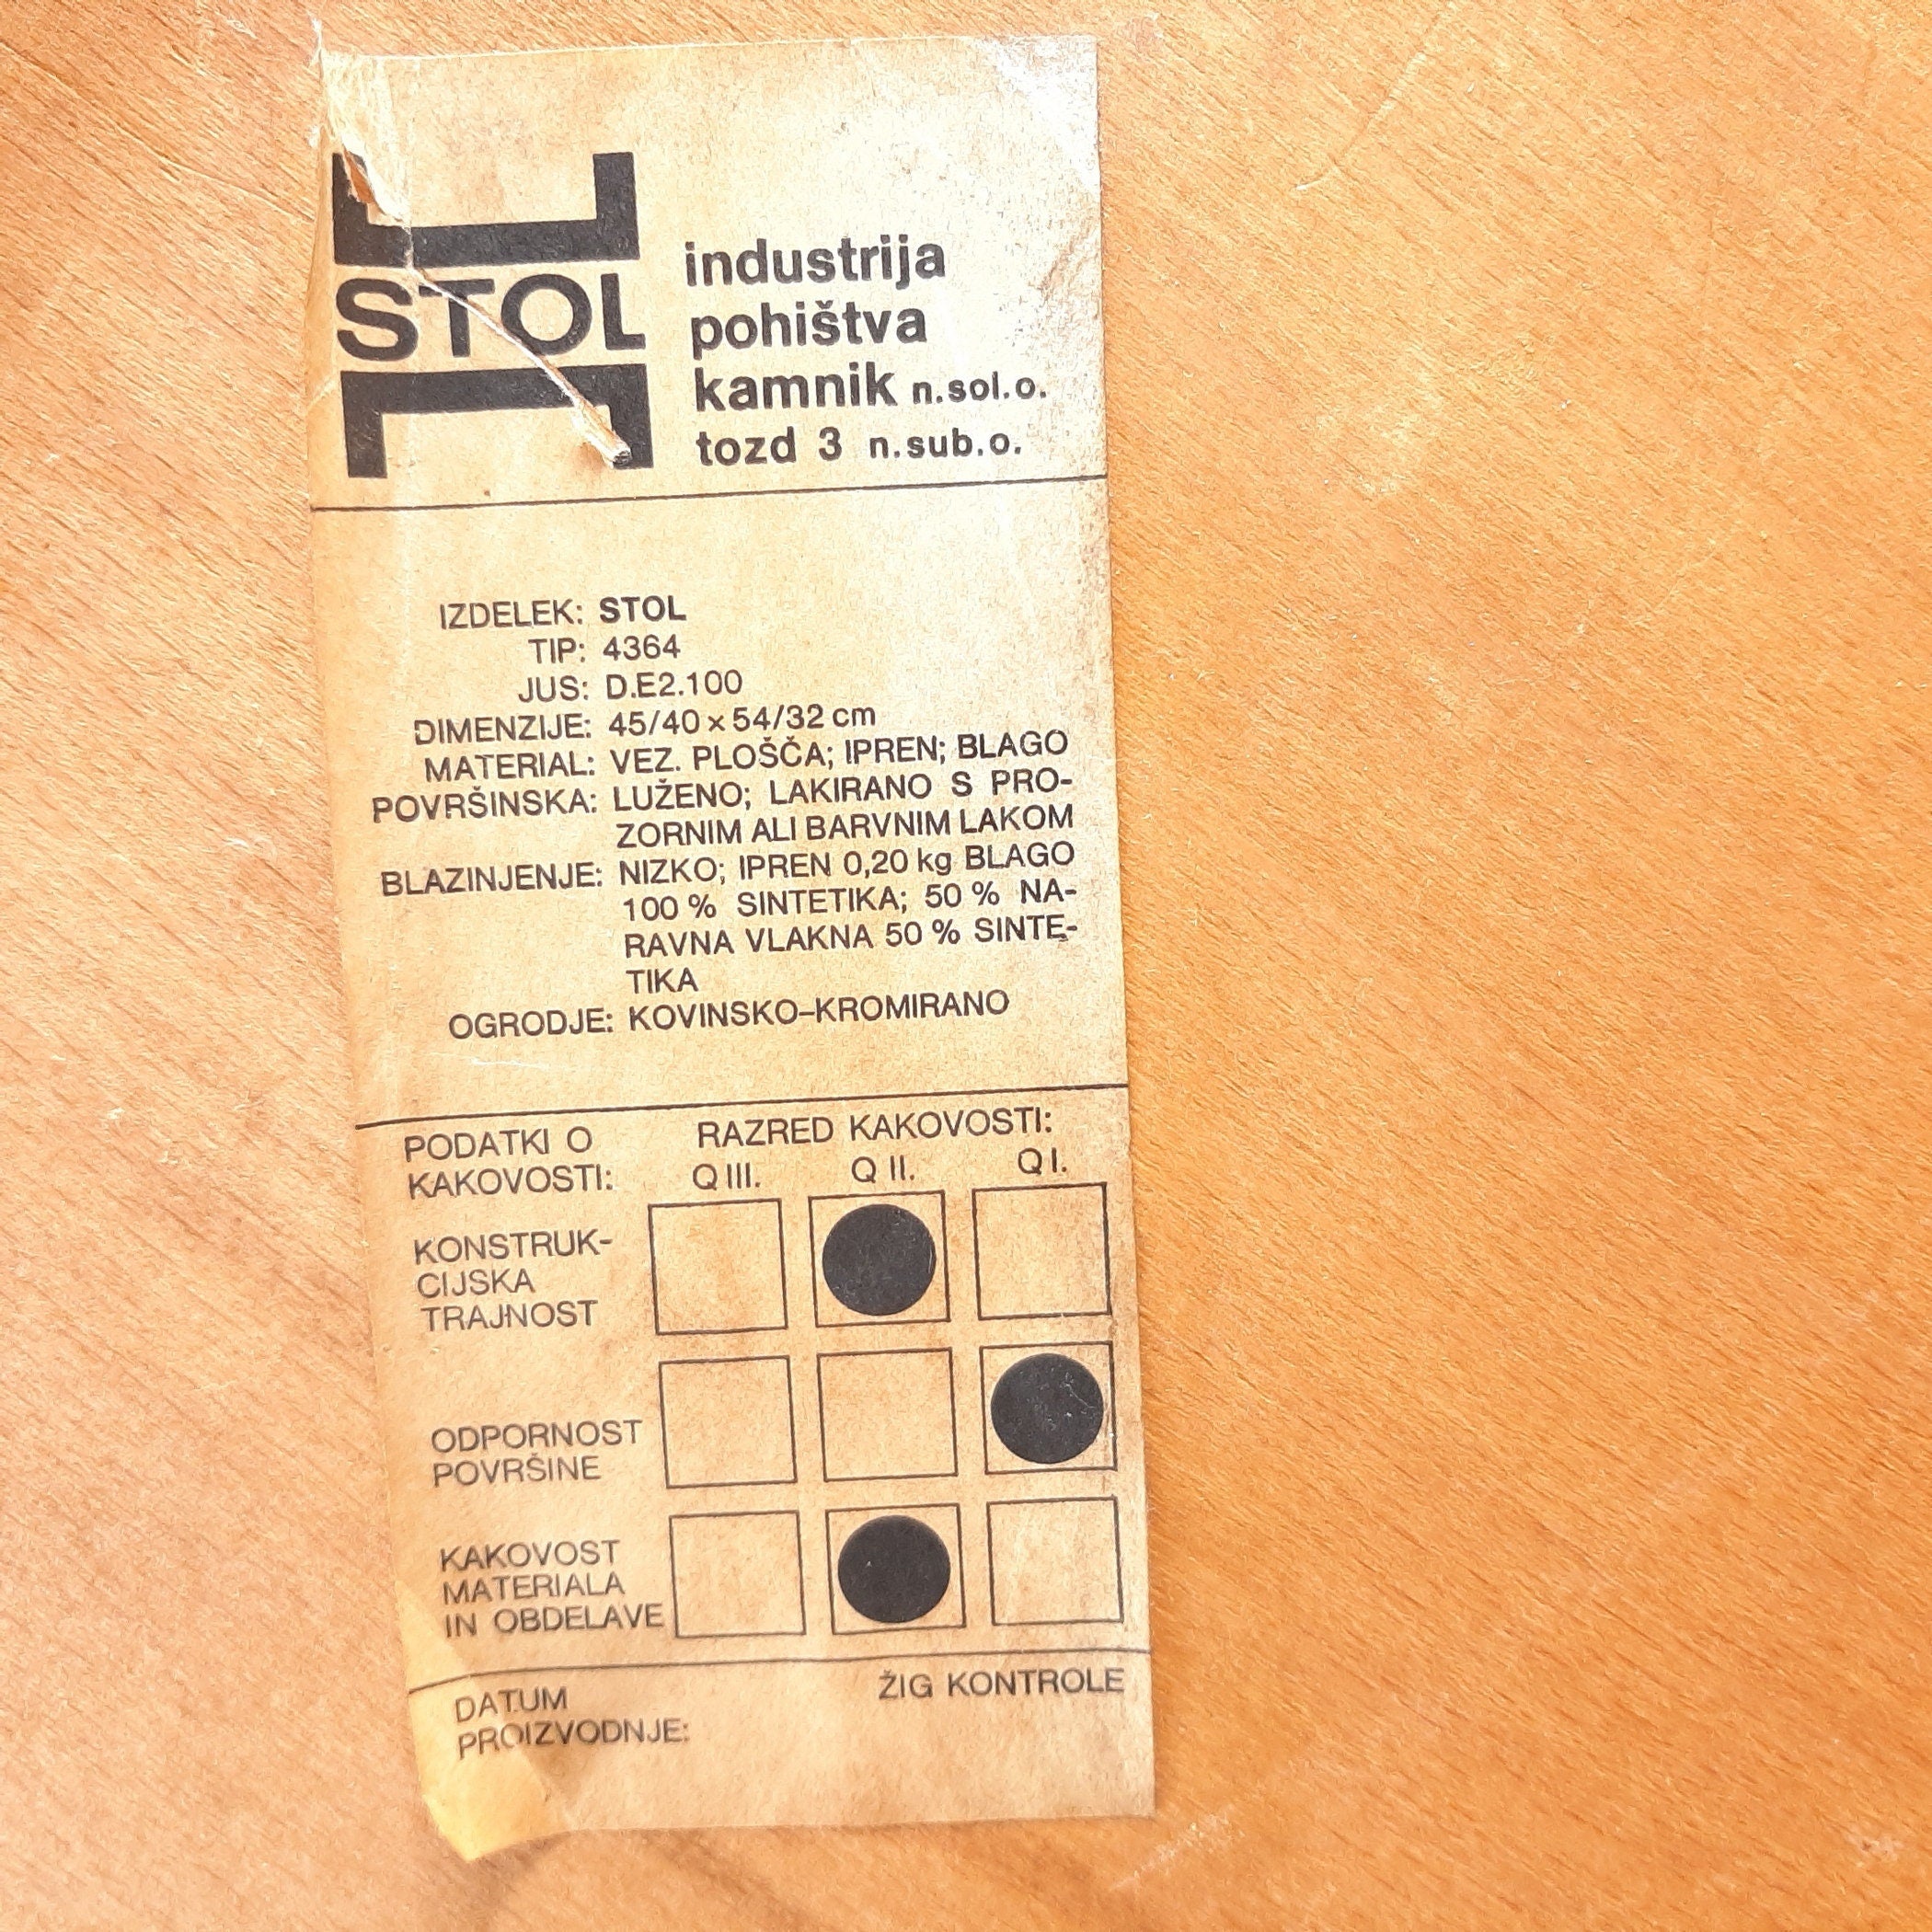 STOL
industrija
pohištva
kamnik n.sol.o.
tozd 3 n.sub.o.
IZDELEK: STOL
TIP: 4364
JUS: D.E2.100
DIMENZIJE: 45/40 × 54/32 cm
MATERIAL: VEZ. PLOŠČA; IPREN; BLAGO
POVRŠINSKA: LUŽENO; LAKIRANO S PRO-
ZORNIM ALI BARVNIM LAKOM
BLAZINJENJE: NIZKO; IPREN 0,20 kg BLAGO
100 % SINTETIKA; 50 % NA-
RAVNA VLAKNA 50 % SINTE-
TIKA
OGRODJE: KOVINSKO–KROMIRANO
PODATKI O
KAKOVOSTI:
RAZRED KAKOVOSTI:
Q III. Q II. Q I.
KONSTRUK-
CIJSKA
TRAJNOST
ODPORNOST
POVRŠINE
KAKOVOST
MATERIALA
IN OBDELAVE
DATUM
PROIZVODNJE:
ŽIG KONTROLE